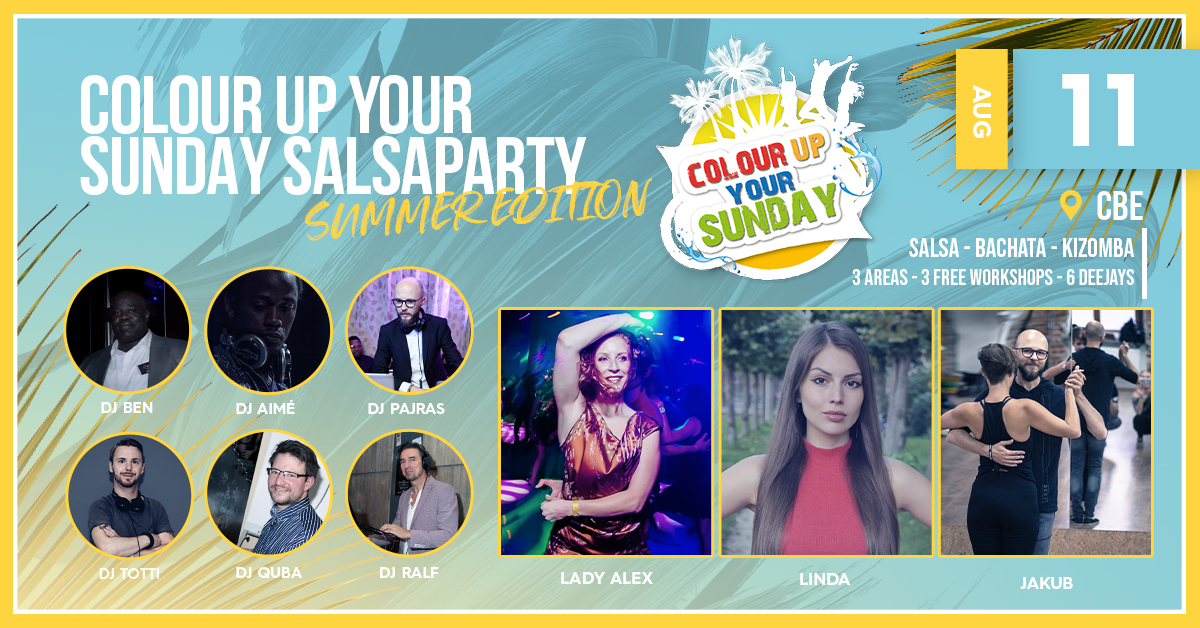 COLOUR UP YOUR
SUNDAY SALSAPARTY
SUMMER EDITION
COLOUR UP
YOUR
SUNDAY
AUG
11
CBE
SALSA - BACHATA - KIZOMBA
3 AREAS - 3 FREE WORKSHOPS - 6 DEEJAYS
DJ BEN
DJ AIMÉ
DJ PAJRAS
DJ TOTTI
DJ QUBA
DJ RALF
LADY ALEX
LINDA
JAKUB